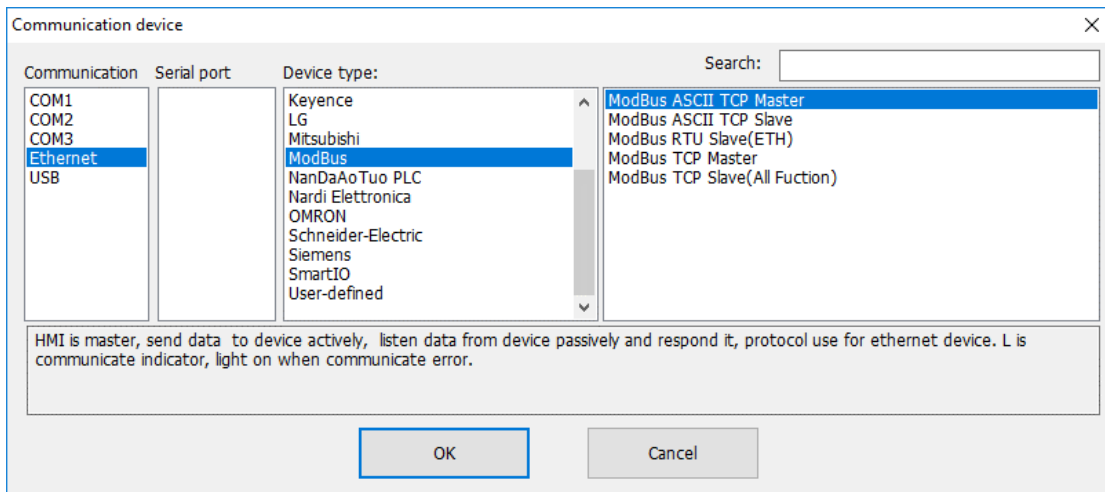 Communication device
Search:
Communication Serial port Device type:
COM1
COM2
COM3
Ethernet
USB
Keyence
LG
Mitsubishi
ModBus
NanDaAoTuo PLC
Nardi Elettronica
OMRON
Schneider-Electric
Siemens
SmartIO
User-defined
ModBus ASCII TCP Master
ModBus ASCII TCP Slave
ModBus RTU Slave(ETH)
ModBus TCP Master
ModBus TCP Slave(All Fuction)
HMI is master, send data to device actively, listen data from device passively and respond it, protocol use for ethernet device. L is
communicate indicator, light on when communicate error.
OK Cancel